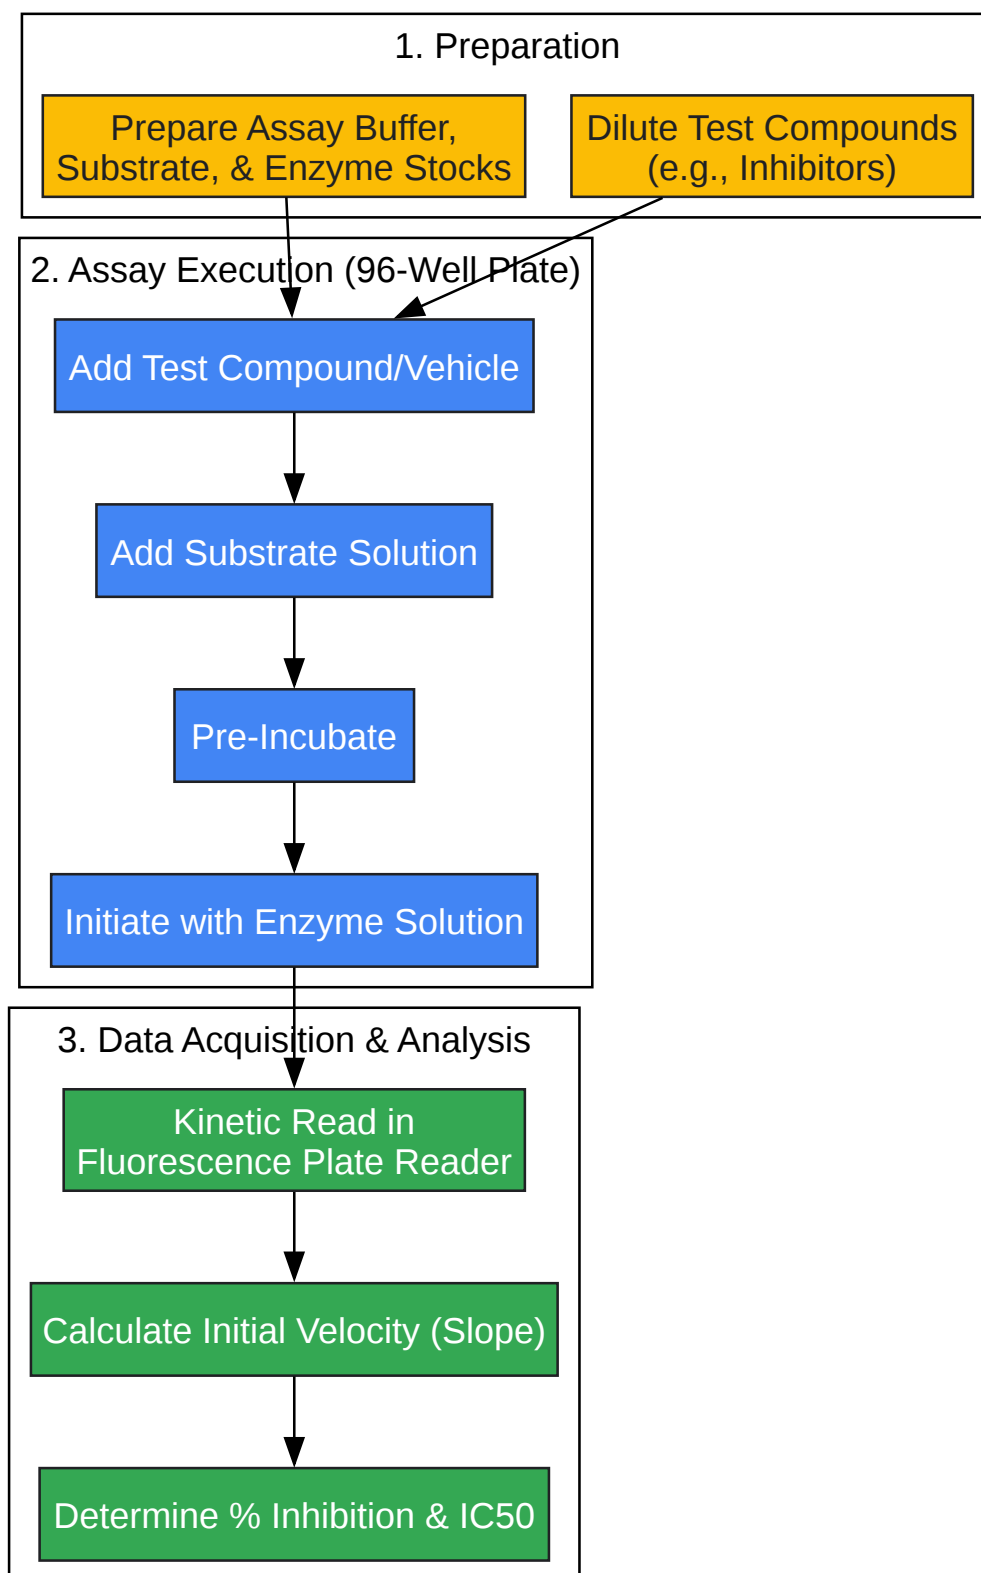 1. Preparation
Prepare Assay Buffer,
Substrate, & Enzyme Stocks
Dilute Test Compounds
(e.g., Inhibitors)
2. Assay Execution (96-Well Plate)
Add Test Compound/Vehicle
Add Substrate Solution
Pre-Incubate
Initiate with Enzyme Solution
3. Data Acquisition & Analysis
Kinetic Read in
Fluorescence Plate Reader
Calculate Initial Velocity (Slope)
Determine % Inhibition & IC50